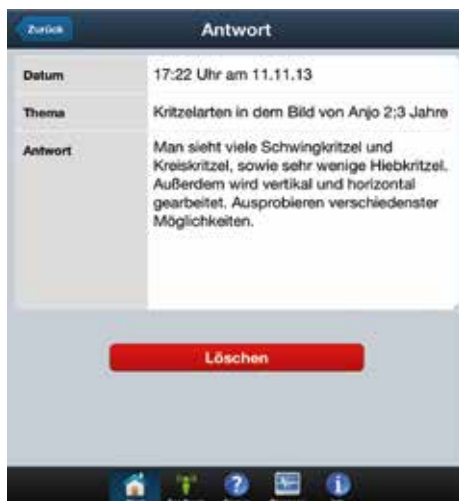 Zurück
Antwort
Datum
17:22 Uhr am 11.11.13
Thema
Kritzelarten in dem Bild von Anjo 2;3 Jahre
Antwort
Man sieht viele Schwingkritzel und
Kreiskritzel, sowie sehr wenige Hiebkritzel.
Außerdem wird vertikal und horizontal
gearbeitet. Ausprobieren verschiedenster
Möglichkeiten.
Löschen